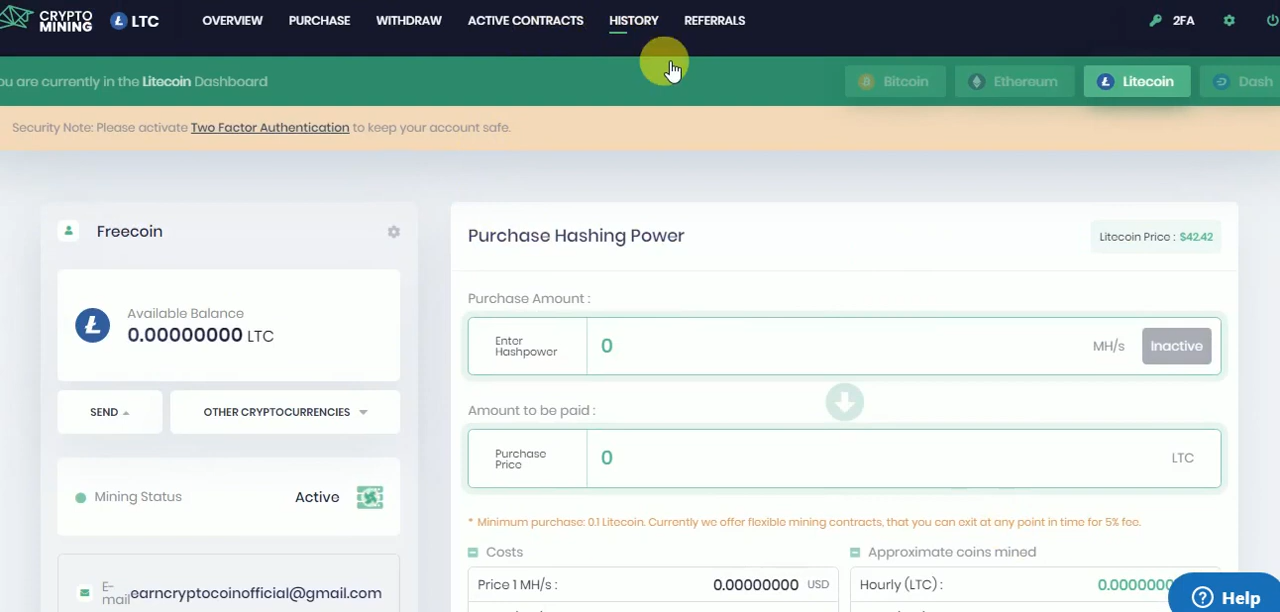 CRYPTO
MINING
LTC
OVERVIEW
PURCHASE
WITHDRAW
ACTIVE CONTRACTS
HISTORY
REFERRALS
2FA
ou are currently in the Litecoin Dashboard
Bitcoin
Ethereum
Litecoin
Dash
Security Note: Please activate Two Factor Authentication to keep your account safe.
Freecoin
Available Balance
0.00000000 LTC
SEND
OTHER CRYPTOCURRENCIES
Mining Status
Active
E-
mail
earncryptocoinofficial@gmail.com
Purchase Hashing Power
Litecoin Price : $42.42
Purchase Amount :
Enter
Hashpower
0
MH/s
Inactive
Amount to be paid :
Purchase
Price
0
LTC
* Minimum purchase: 0.1 Litecoin. Currently we offer flexible mining contracts, that you can exit at any point in time for 5% fee.
Costs
Price 1 MH/s :
0.00000000 USD
Approximate coins mined
Hourly (LTC) :
0.0000000
Help